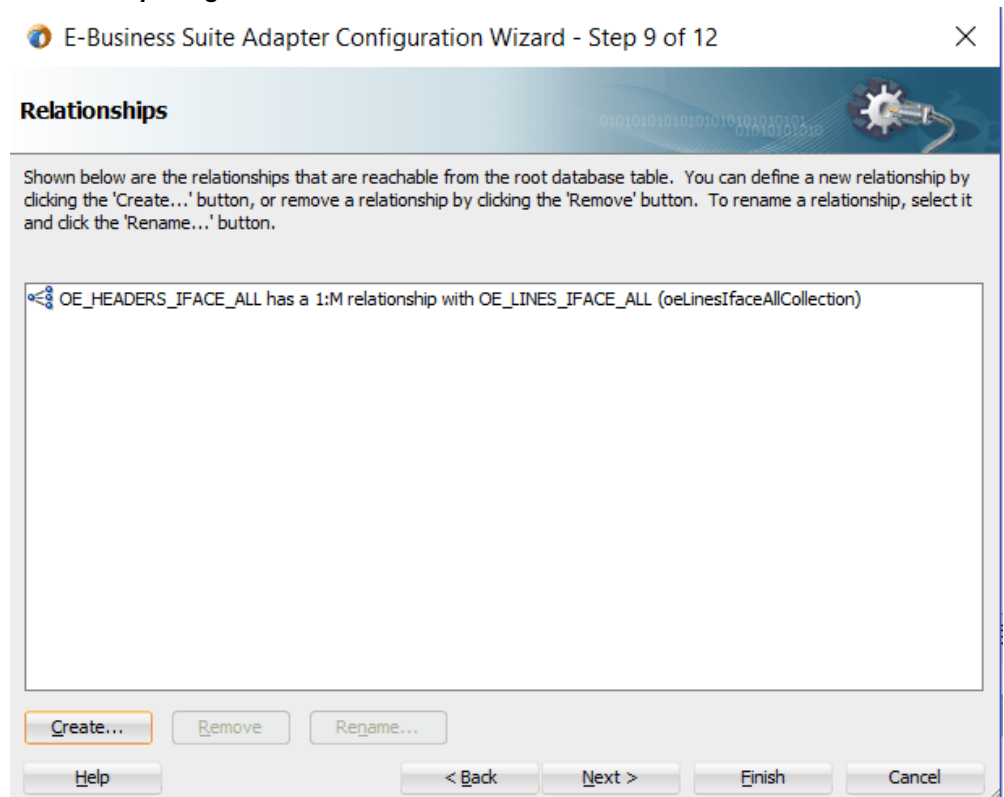 E-Business Suite Adapter Configuration Wizard - Step 9 of 12
Relationships
Shown below are the relationships that are reachable from the root database table. You can define a new relationship by
clicking the 'Create...' button, or remove a relationship by clicking the 'Remove' button. To rename a relationship, select it
and click the 'Rename...' button.
OE_HEADERS_IFACE_ALL has a 1:M relationship with OE_LINES_IFACE_ALL (oeLinesIfaceAllCollection)
Create... Remove Rename...
Help < Back Next > Finish Cancel